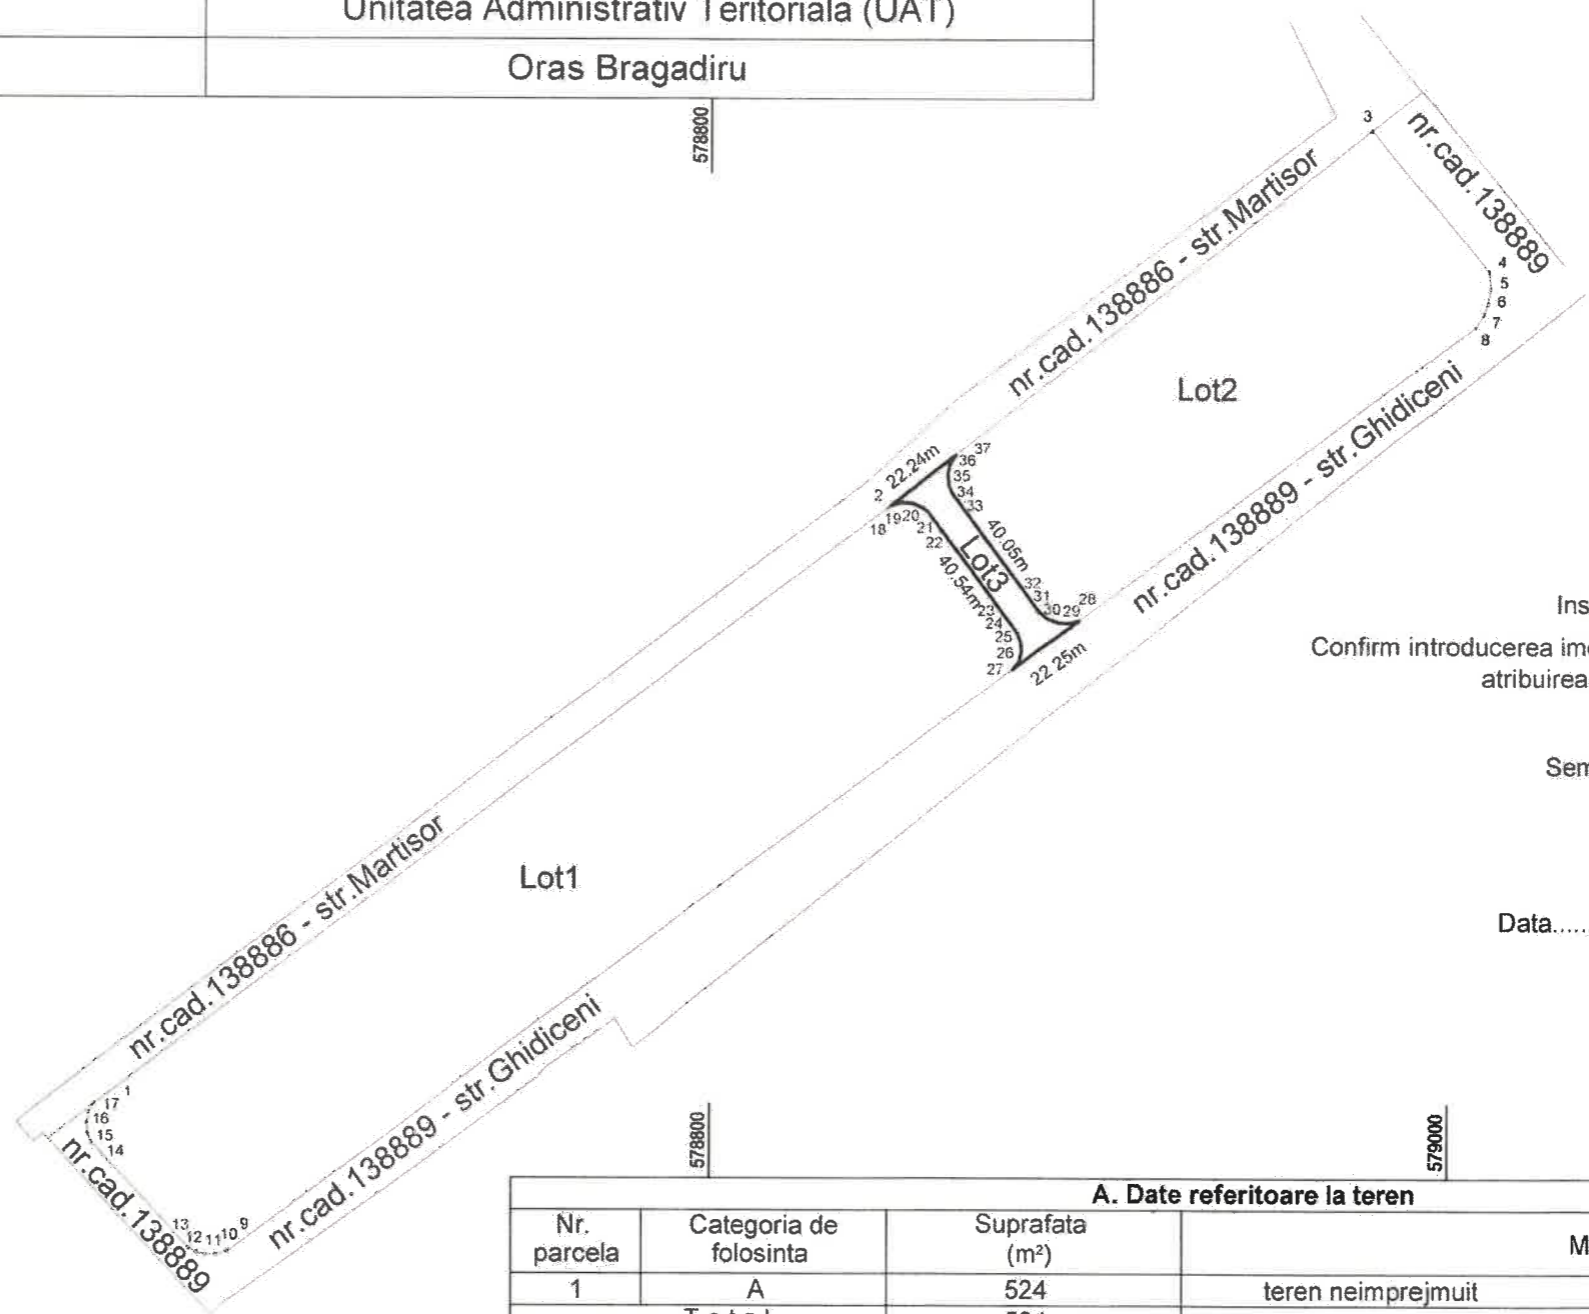 Unitatea Administrativ Teritoriala (UAT)
Oras Bragadiru
578800
3
nr.cad.138889
nr.cad.138886 - str.Martisor
4
5
6
7
8
Lot2
nr.cad.138889 - str.Ghidiceni
22.24m
37
36
35
34
33
2
18
19
20
21
22
40.05m
Lot3
40.54m
32
31
30
29
28
23
24
25
26
27
22 25m
Ins
Confirm introducerea im
atribuirea
Sem
Data.....
Lot1
nr.cad.138886 - str.Martisor
nr.cad.138889 - str.Ghidiceni
1
17
16
15
14
nr.cad.138889
13
12
11
10
9
578800
579000
A. Date referitoare la teren
Nr. parcela
Categoria de folosinta
Suprafata (m²)
M
1 A 524 teren neimprejmuit